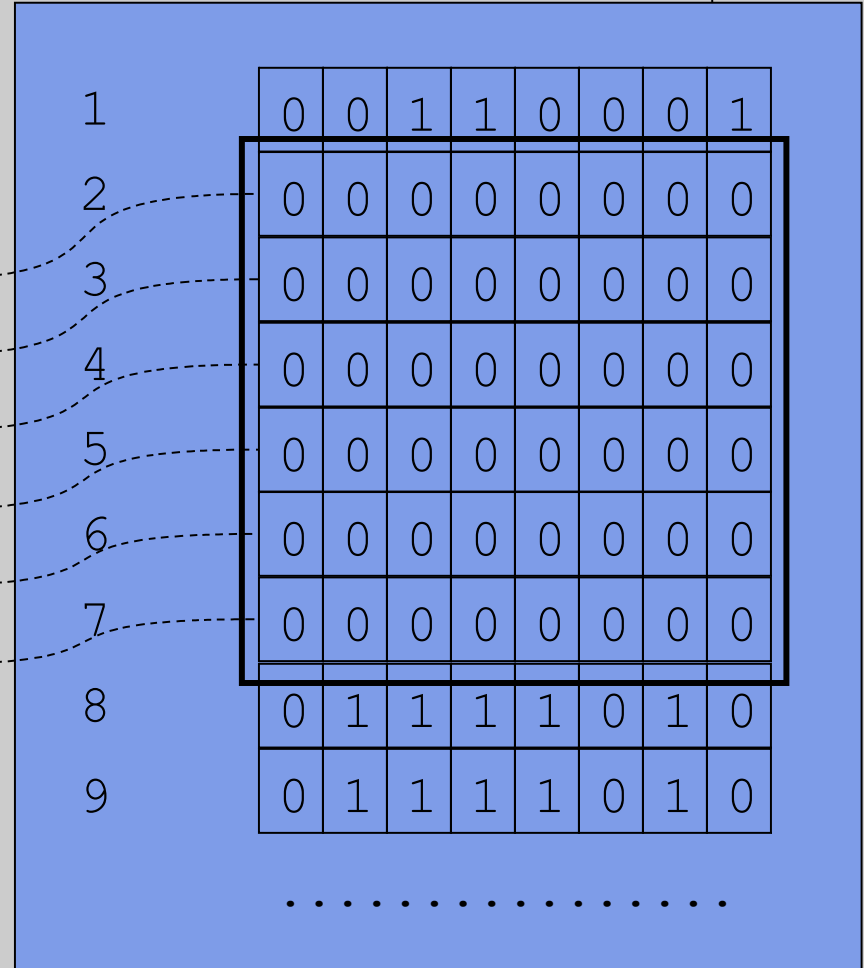 1 0 0 1 1 0 0 0 1
2 0 0 0 0 0 0 0 0
3 0 0 0 0 0 0 0 0
4 0 0 0 0 0 0 0 0
5 0 0 0 0 0 0 0 0
6 0 0 0 0 0 0 0 0
7 0 0 0 0 0 0 0 0
8 0 1 1 1 1 0 1 0
9 0 1 1 1 1 0 1 0
................